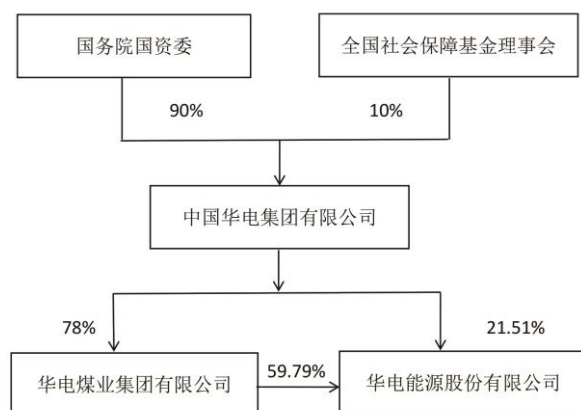 国务院国资委
全国社会保障基金理事会
90%
10%
中国华电集团有限公司
78%
21.51%
华电煤业集团有限公司
59.79%
华电能源股份有限公司